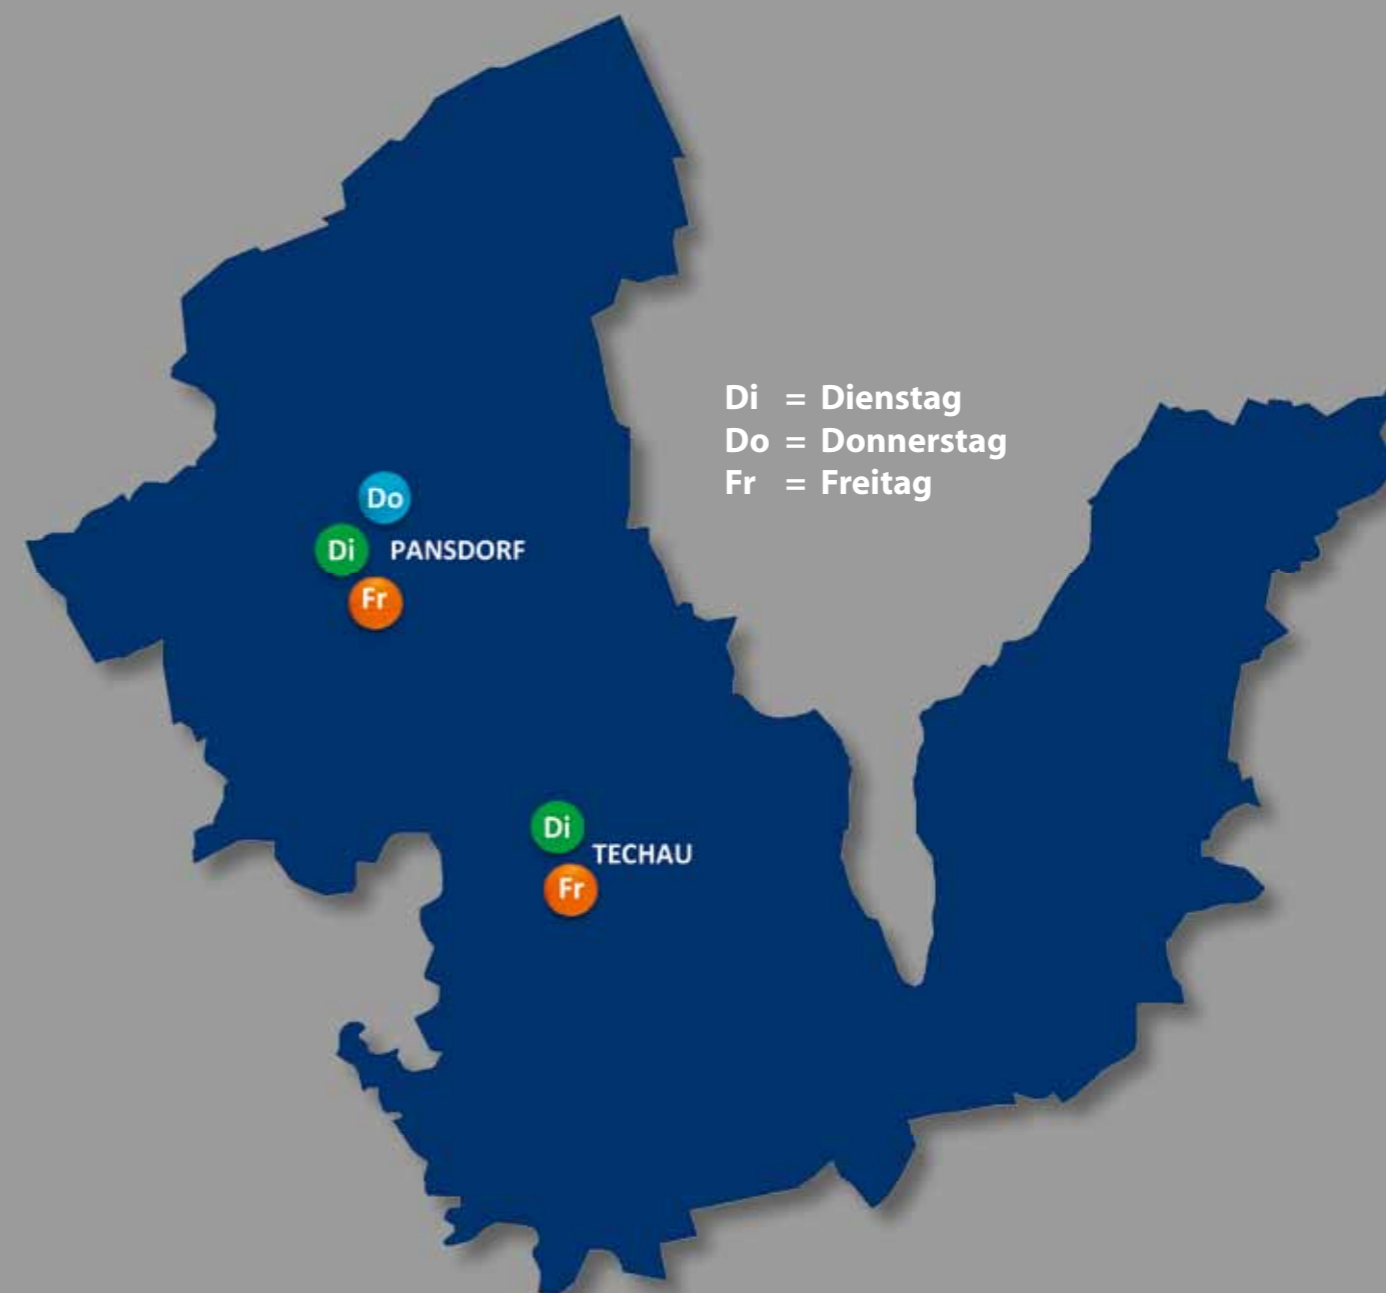 Di = Dienstag
Do = Donnerstag
Fr = Freitag
Do
Di PANSDORF
Fr
Di
TECHAU
Fr